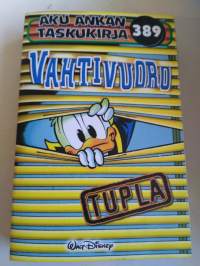 AKU ANKAN
TASKUKIRJA
389
VAHTIVUORO
TUPLA
WALT DISNEY